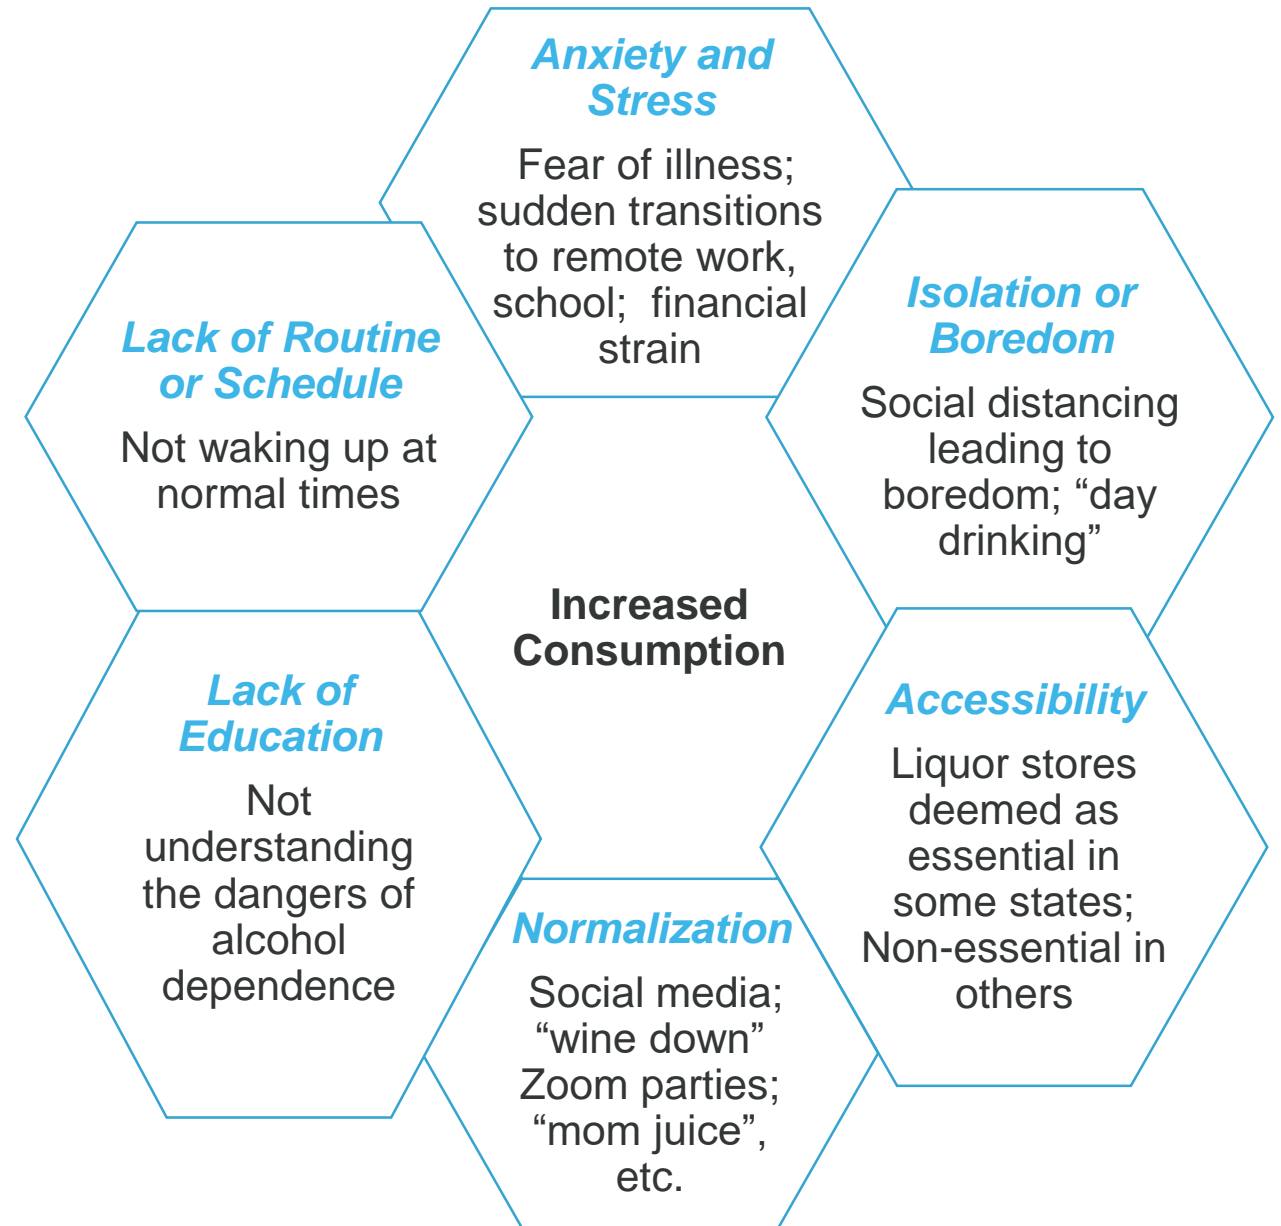 Anxiety and
Stress
Fear of illness;
sudden transitions
to remote work,
school;  financial
strain
Isolation or
Boredom
Social distancing
leading to
boredom; “day
drinking”
Accessibility
Liquor stores
deemed as
essential in
some states;
Non-essential in
others
Normalization
Social media;
“wine down”
Zoom parties;
“mom juice”,
etc.
Lack of
Education
Not
understanding
the dangers of
alcohol
dependence
Lack of Routine
or Schedule
Not waking up at
normal times
Increased
Consumption